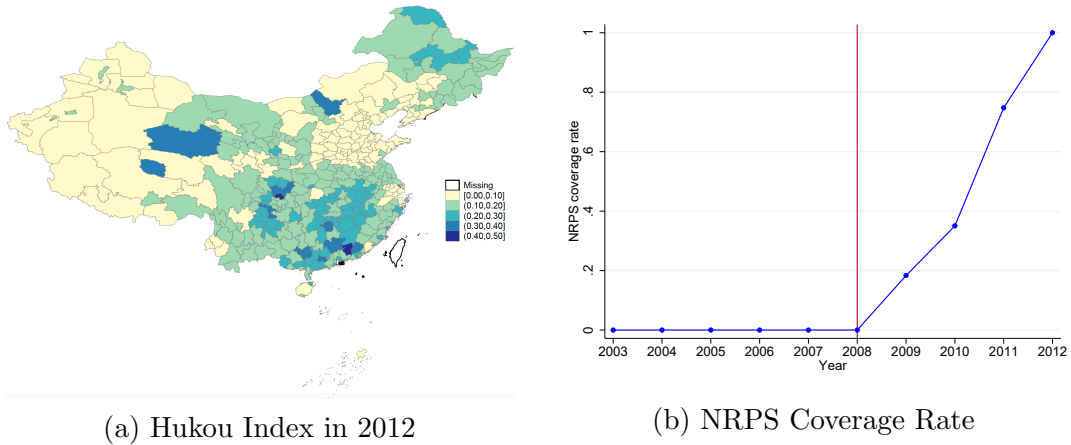 Missing
[0.00,0.10]
(0.10,0.20]
(0.20,0.30]
(0.30,0.40]
(0.40,0.50]
(a) Hukou Index in 2012
NRPS coverage rate
1
.8
.6
.4
.2
0
2003 2004 2005 2006 2007 2008 2009 2010 2011 2012
Year
(b) NRPS Coverage Rate